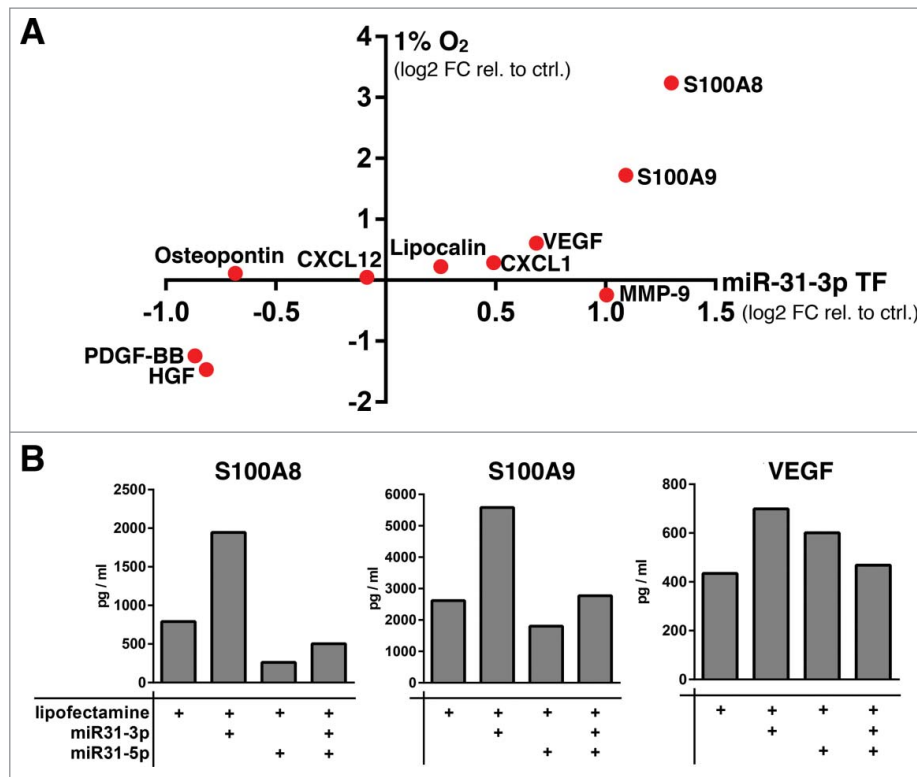 A
4
1% O2
(log2 FC rel. to ctrl.)
3
S100A8
2
S100A9
1
Osteopontin
CXCL12
Lipocalin
VEGF
CXCL1
-1.0
-0.5
0.5
1.0
1.5
MMP-9
miR-31-3p TF
(log2 FC rel. to ctrl.)
-1
PDGF-BB
HGF
-2
B
S100A8
2500
2000
1500
1000
500
0
pg / ml
S100A9
6000
5000
4000
3000
2000
1000
0
pg / ml
VEGF
800
600
400
200
0
pg / ml
lipofectamine + + + + + + + + + + + +
miR31-3p + + + + + +
miR31-5p + + + + + +